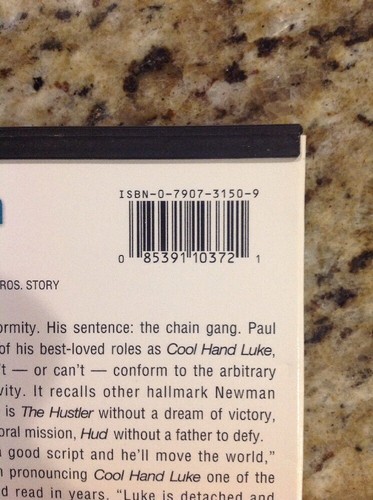 ISBN-0-7907-3150-9
0 85391 10372 1
ROS. STORY
ormity. His sentence: the chain gang. Paul
of his best-loved roles as Cool Hand Luke,
't — or can't — conform to the arbitrary
vity. It recalls other hallmark Newman
is The Hustler without a dream of victory,
oral mission, Hud without a father to defy.
good script and he'll move the world,"
n pronouncing Cool Hand Luke one of the
d read in years. "Luke is detached and